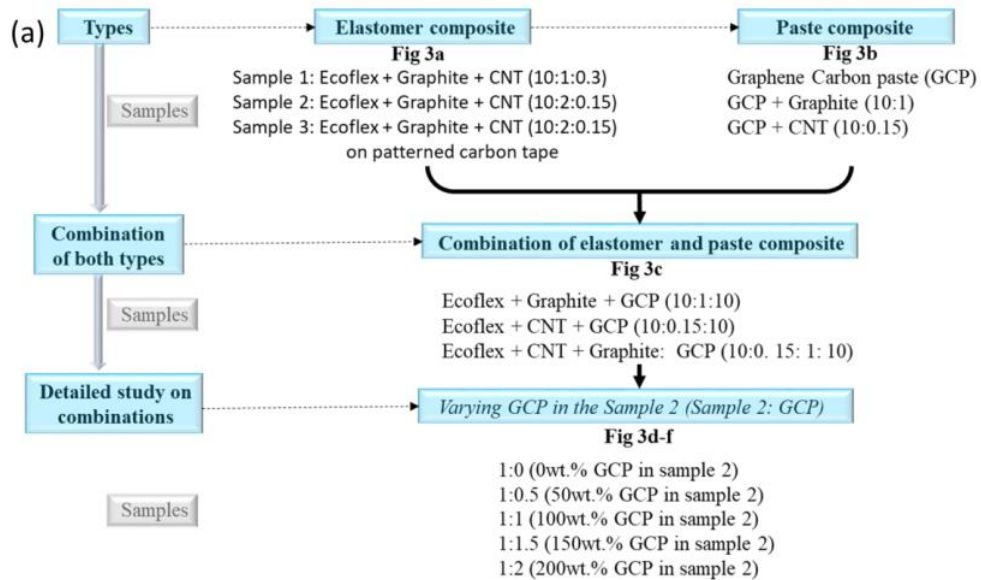 (a)
Types
Elastomer composite
Paste composite
Fig 3a
Fig 3b
Samples
Sample 1: Ecoflex + Graphite + CNT (10:1:0.3)
Sample 2: Ecoflex + Graphite + CNT (10:2:0.15)
Sample 3: Ecoflex + Graphite + CNT (10:2:0.15)
on patterned carbon tape
Graphene Carbon paste (GCP)
GCP + Graphite (10:1)
GCP + CNT (10:0.15)
Combination
of both types
Combination of elastomer and paste composite
Fig 3c
Samples
Ecoflex + Graphite + GCP (10:1:10)
Ecoflex + CNT + GCP (10:0.15:10)
Ecoflex + CNT + Graphite: GCP (10:0. 15: 1: 10)
Detailed study on
combinations
Varying GCP in the Sample 2 (Sample 2: GCP)
Fig 3d-f
Samples
1:0 (0wt.% GCP in sample 2)
1:0.5 (50wt.% GCP in sample 2)
1:1 (100wt.% GCP in sample 2)
1:1.5 (150wt.% GCP in sample 2)
1:2 (200wt.% GCP in sample 2)